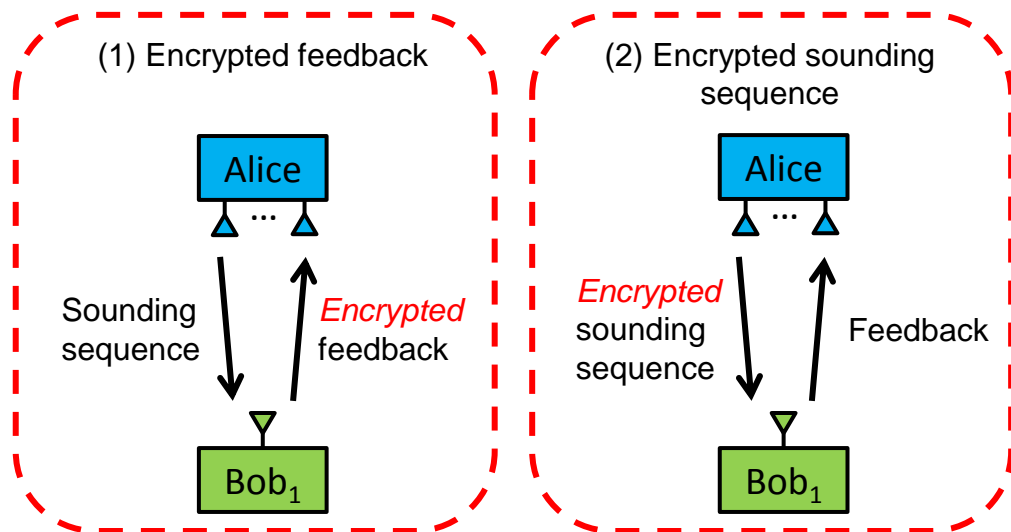 (1) Encrypted feedback
Alice
...
Sounding
sequence
Encrypted
feedback
Bob1
(2) Encrypted sounding
sequence
Alice
...
Encrypted
sounding
sequence
Feedback
Bob1